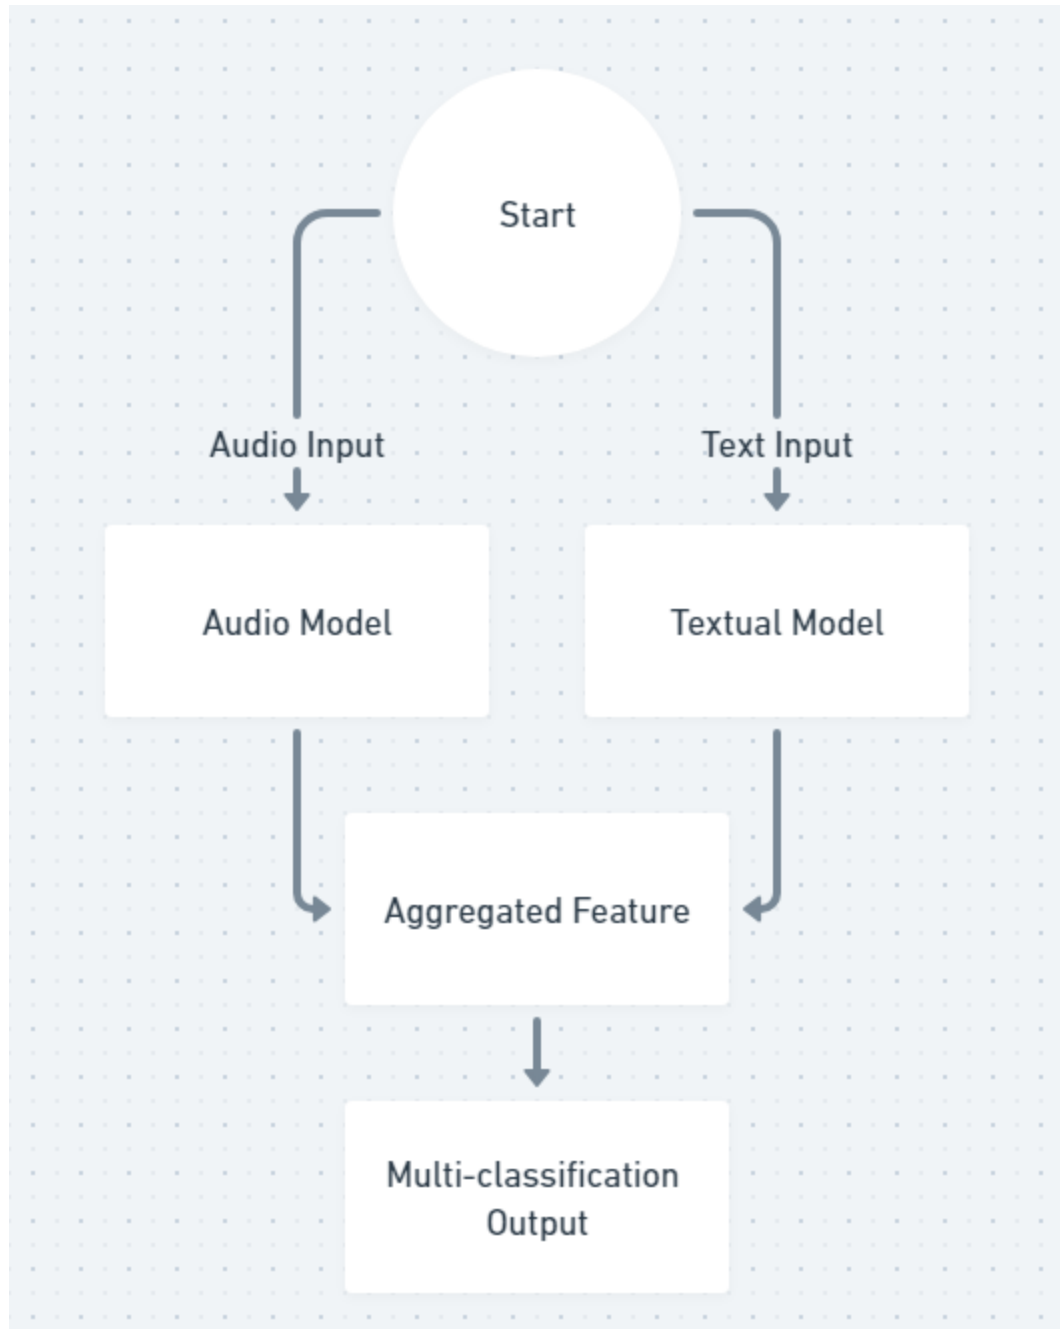 Start
Audio Input
Text Input
Audio Model
Textual Model
Aggregated Feature
Multi-classification
Output